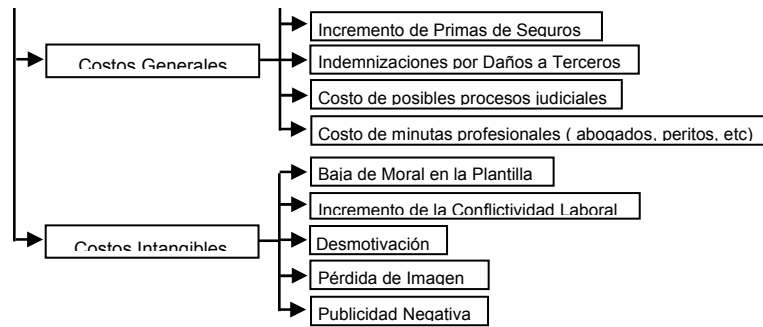 Incremento de Primas de Seguros
Costos Generales
Indemnizaciones por Daños a Terceros
Costo de posibles procesos judiciales
Costo de minutas profesionales ( abogados, peritos, etc)
Baja de Moral en la Plantilla
Incremento de la Conflictividad Laboral
Costos Intangibles
Desmotivación
Pérdida de Imagen
Publicidad Negativa